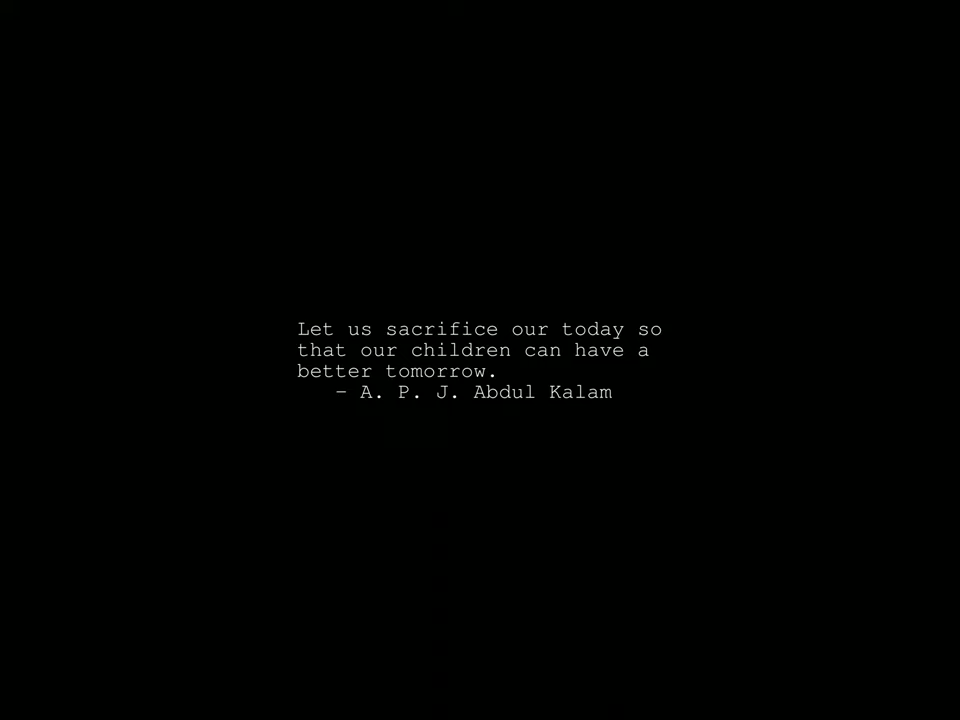 Let us sacrifice our today so
that our children can have a
better tomorrow.
– A. P. J. Abdul Kalam